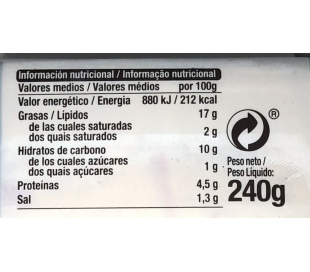 Información nutricional / Informação nutricional
Valores medios / Valores médios por 100g
Valor energético / Energia 880 kJ / 212 kcal
Grasas / Lípidos 17 g
de las cuales saturadas
dos quais saturados 2 g
Hidratos de carbono 10 g
de los cuales azúcares
dos quais açúcares 1 g
Proteínas 4,5 g
Sal 1,3 g
®
Peso neto /
Peso Líquido:
240g